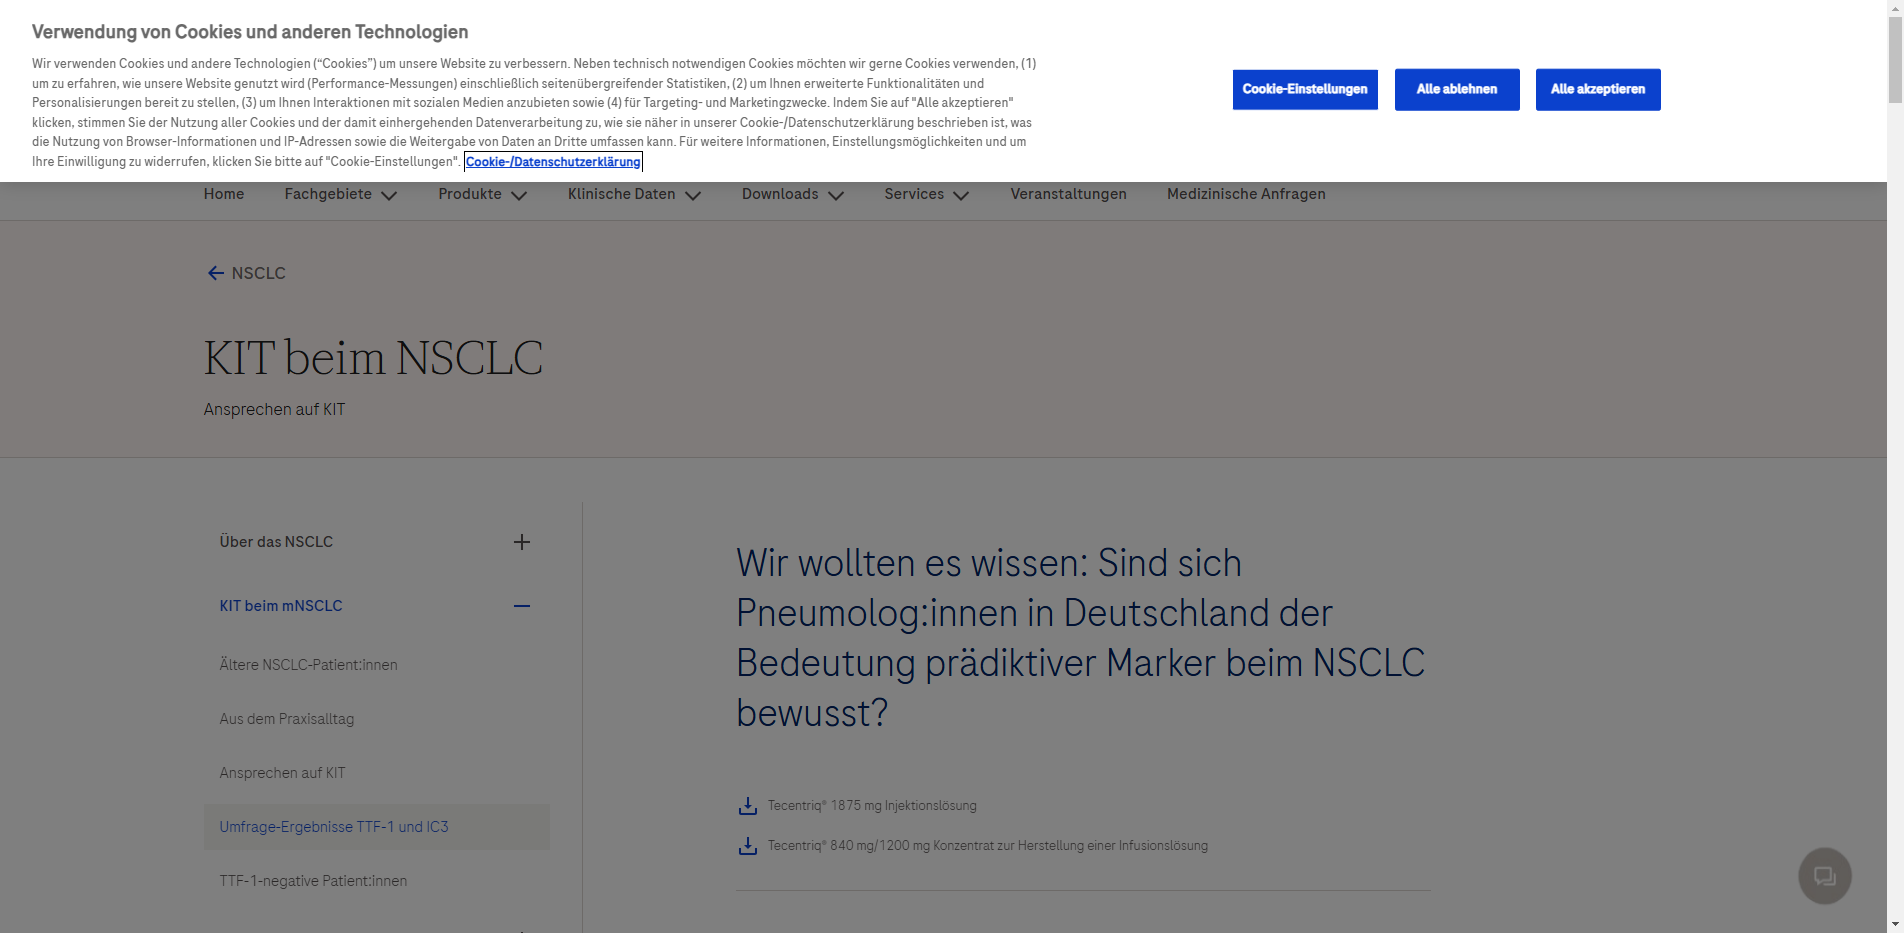 Verwendung von Cookies und anderen Technologien
Wir verwenden Cookies und andere Technologien (“Cookies”) um unsere Website zu verbessern. Neben technisch notwendigen Cookies möchten wir gerne Cookies verwenden, (1)
um zu erfahren, wie unsere Website genutzt wird (Performance-Messungen) einschließlich seitenübergreifender Statistiken, (2) um Ihnen erweiterte Funktionalitäten und
Personalisierungen bereit zu stellen, (3) um Ihnen Interaktionen mit sozialen Medien anzubieten sowie (4) für Targeting- und Marketingzwecke. Indem Sie auf "Alle akzeptieren"
klicken, stimmen Sie der Nutzung aller Cookies und der damit einhergehenden Datenverarbeitung zu, wie sie näher in unserer Cookie-/Datenschutzerklärung beschrieben ist, was
die Nutzung von Browser-Informationen und IP-Adressen sowie die Weitergabe von Daten an Dritte umfassen kann. Für weitere Informationen, Einstellungsmöglichkeiten und um
Ihre Einwilligung zu widerrufen, klicken Sie bitte auf "Cookie-Einstellungen". Cookie-/Datenschutzerklärung
Cookie-Einstellungen Alle ablehnen Alle akzeptieren
Home Fachgebiete Produkte Klinische Daten Downloads Services Veranstaltungen Medizinische Anfragen
NSCLC
KIT beim NSCLC
Ansprechen auf KIT
Über das NSCLC
KIT beim mNSCLC
Ältere NSCLC-Patient:innen
Aus dem Praxisalltag
Ansprechen auf KIT
Umfrage-Ergebnisse TTF-1 und IC3
TTF-1-negative Patient:innen
Wir wollten es wissen: Sind sich
Pneumolog:innen in Deutschland der
Bedeutung prädiktiver Marker beim NSCLC
bewusst?
Tecentriq® 1875 mg Injektionslösung
Tecentriq® 840 mg/1200 mg Konzentrat zur Herstellung einer Infusionslösung